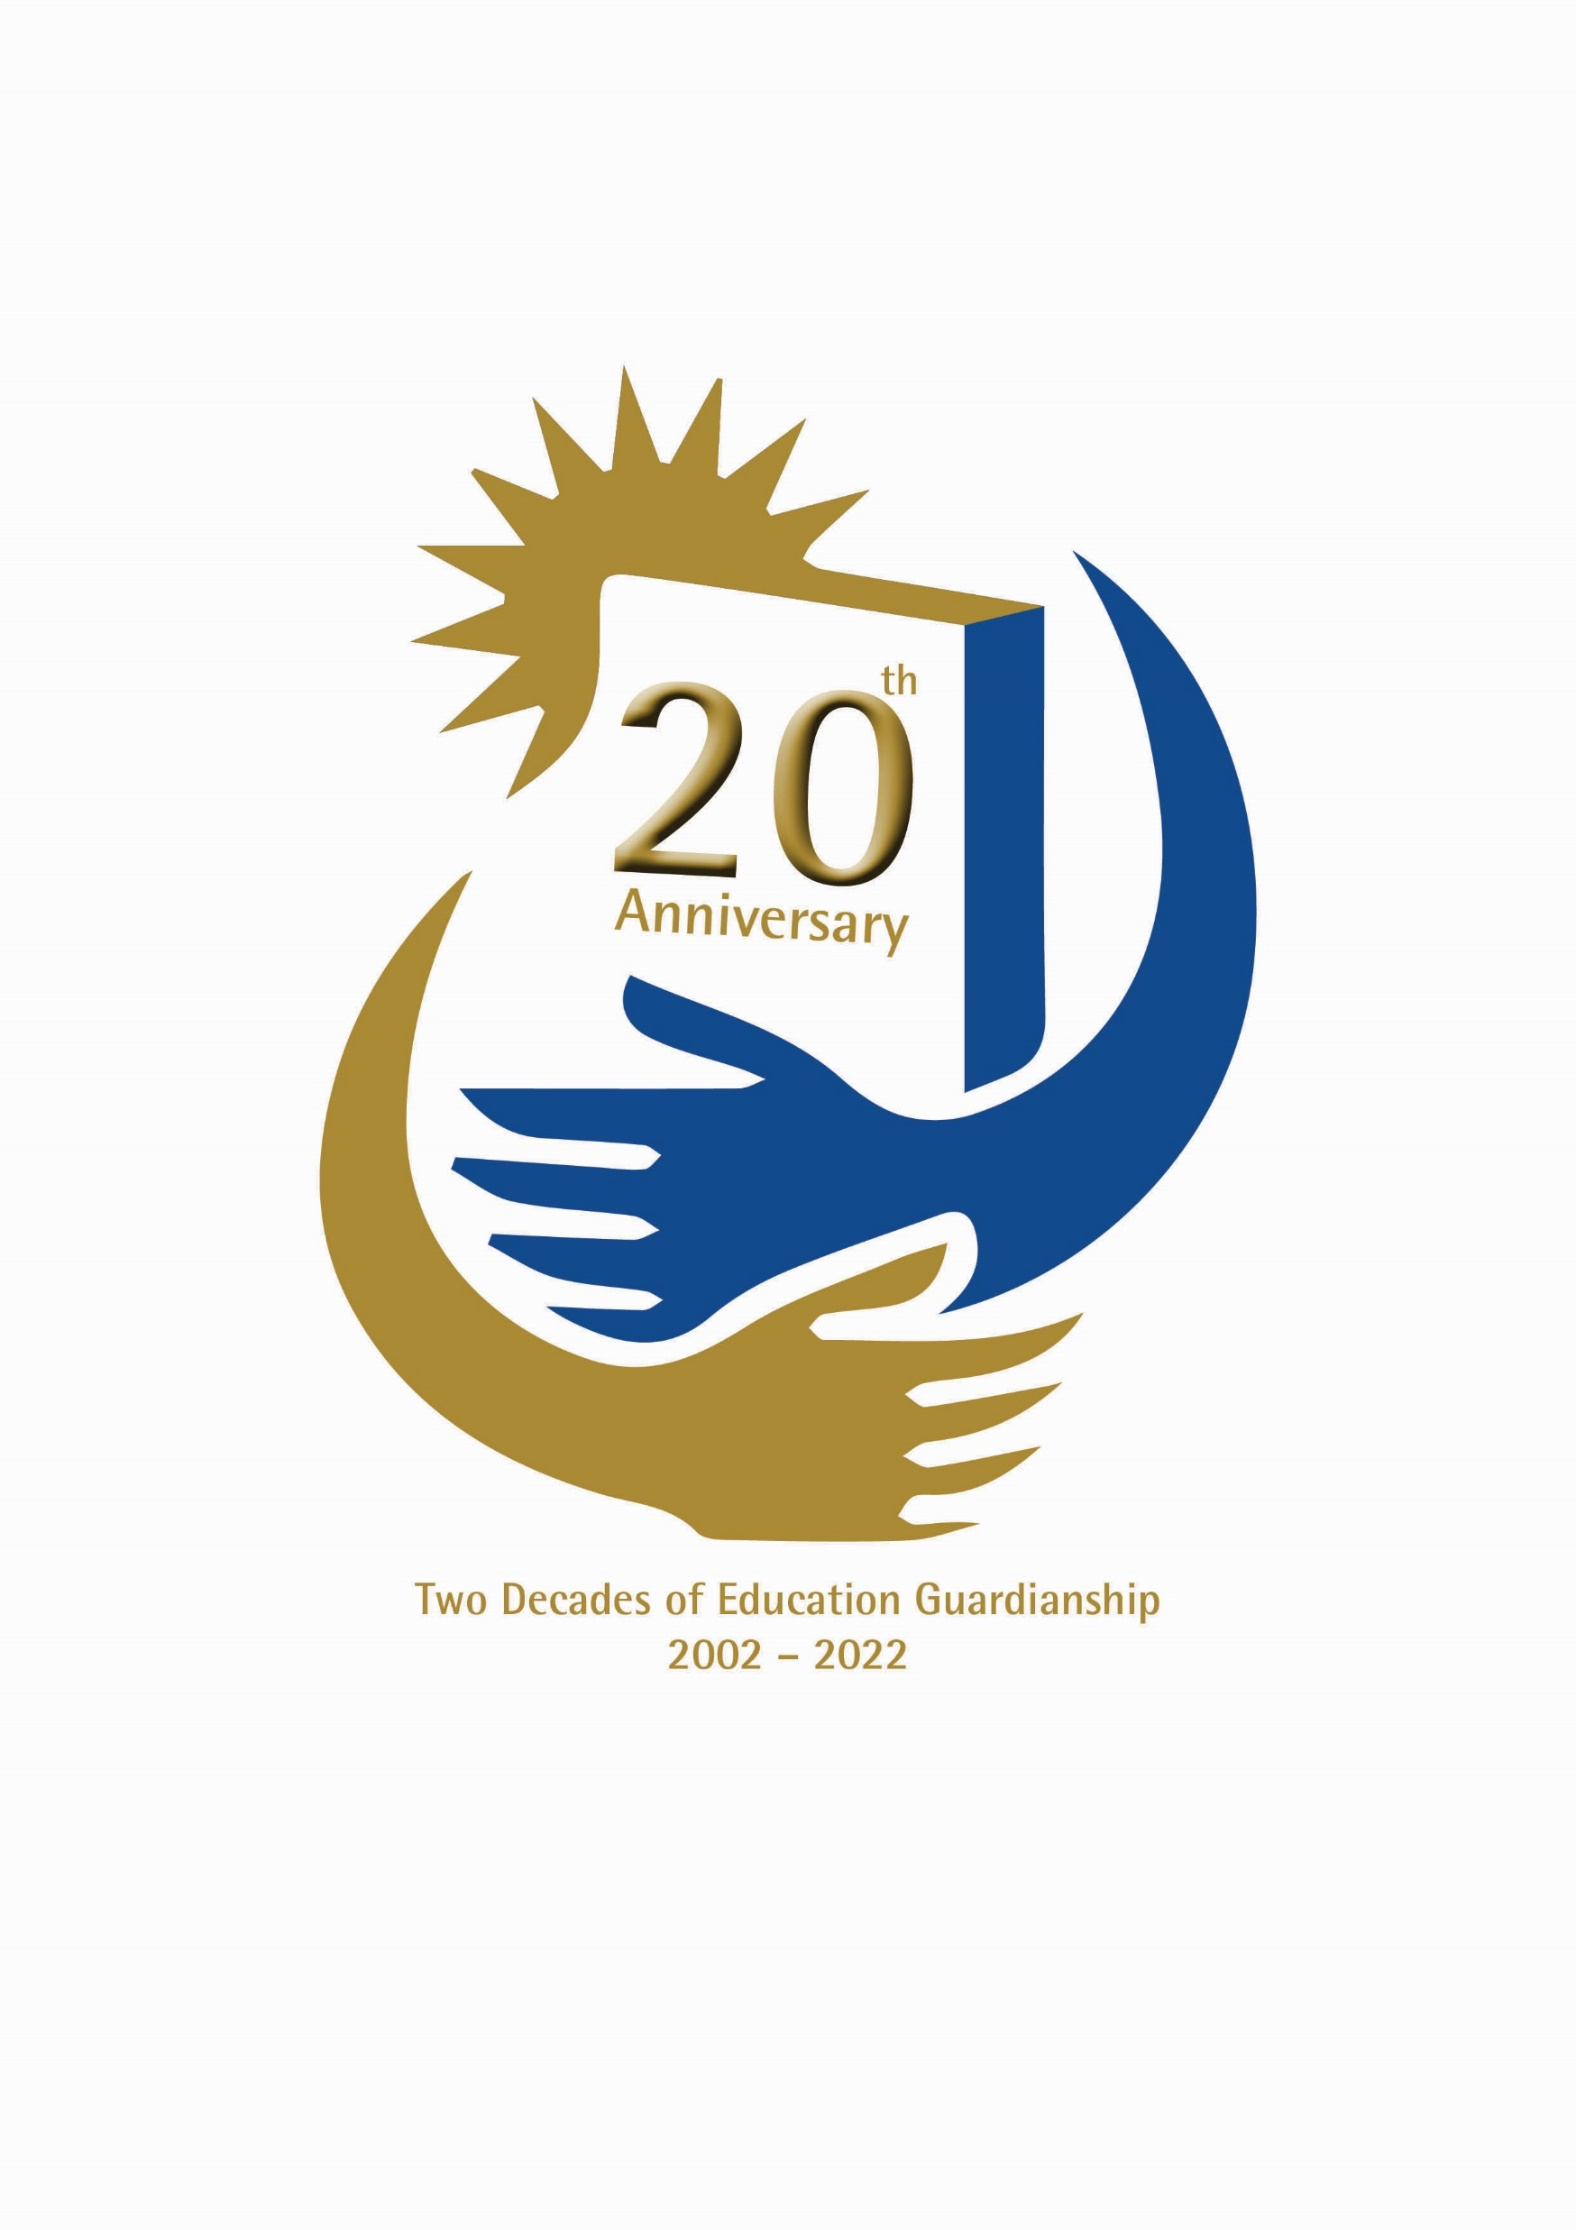 20th
Anniversary
Two Decades of Education Guardianship
2002 – 2022